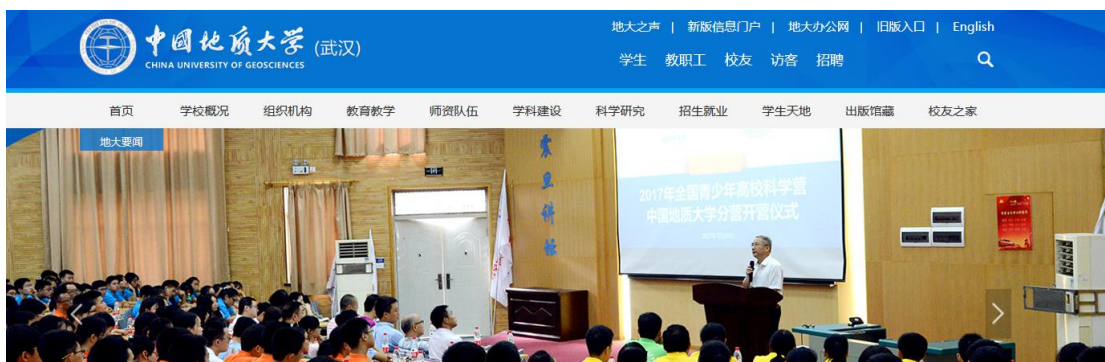 中国地质大学 (武汉)
CHINA UNIVERSITY OF GEOSCIENCES
地大之声 | 新版信息门户 | 地大办公网 | 旧版入口 | English
学生 教职工 校友 访客 招聘
首页 学校概况 组织机构 教育教学 师资队伍 学科建设 科学研究 招生就业 学生天地 出版馆藏 校友之家
地大要闻
震旦讲坛
2017年全国青少年高校科学营
中国地质大学分营开营仪式